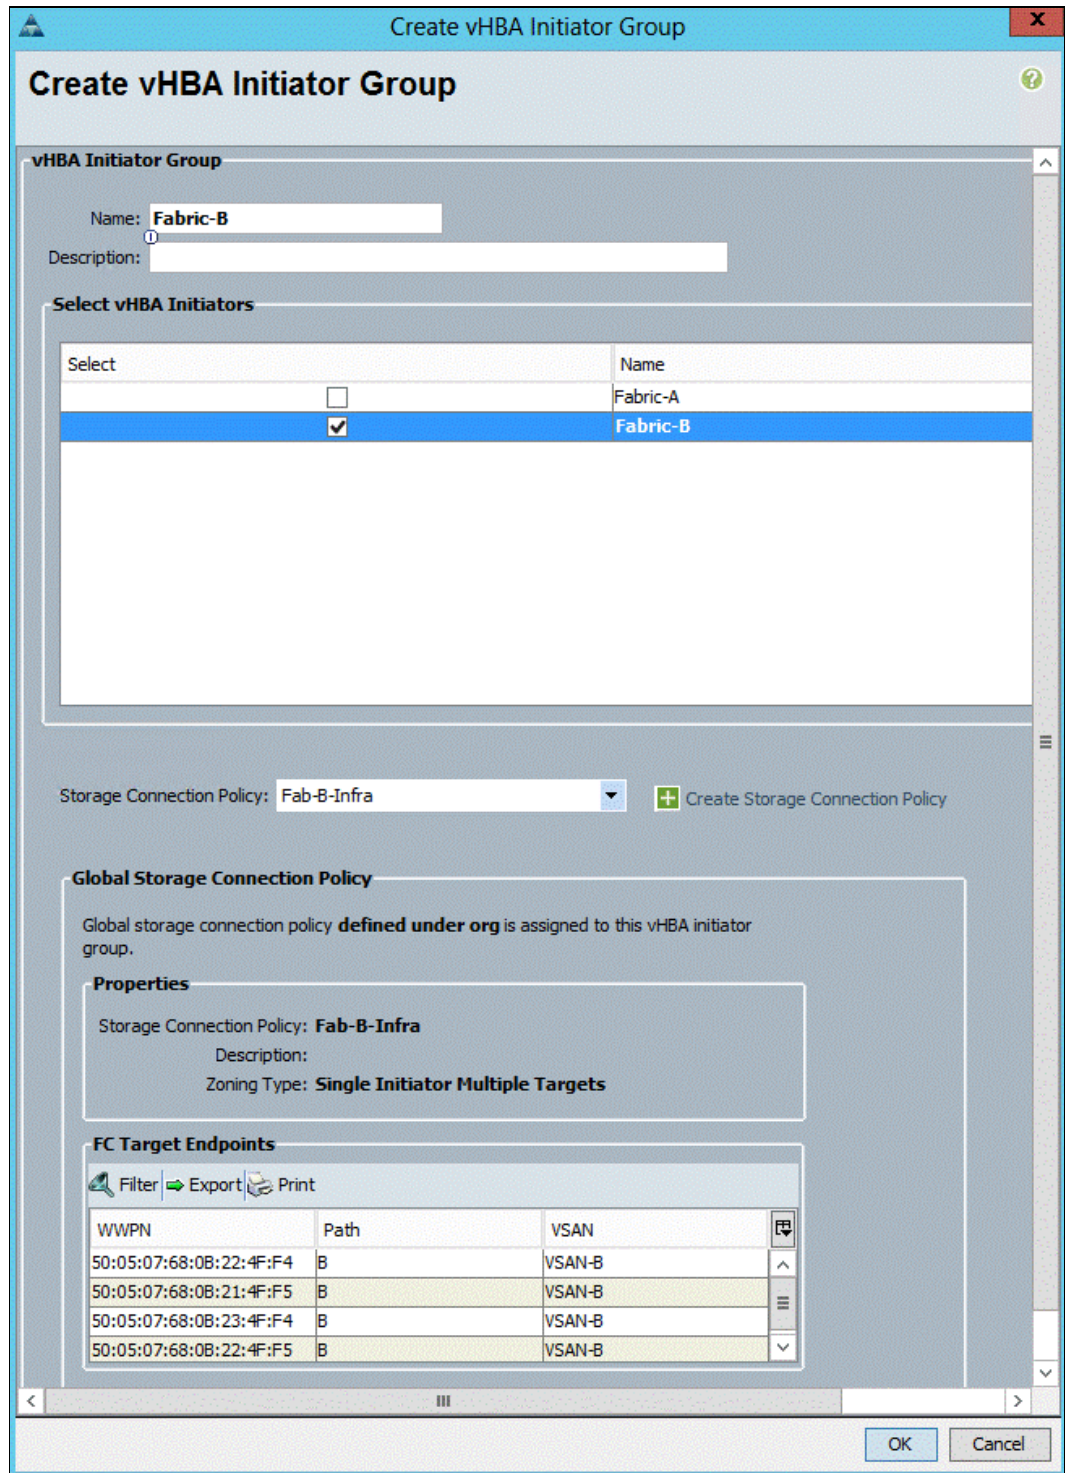 Create vHBA Initiator Group
X
Create vHBA Initiator Group
?
vHBA Initiator Group
Name: Fabric-B
Description:
Select vHBA Initiators
Select Name
Fabric-A
Fabric-B
Storage Connection Policy: Fab-B-Infra
Create Storage Connection Policy
Global Storage Connection Policy
Global storage connection policy defined under org is assigned to this vHBA initiator
group.
Properties
Storage Connection Policy: Fab-B-Infra
Description:
Zoning Type: Single Initiator Multiple Targets
FC Target Endpoints
Filter Export Print
WWPN Path VSAN
50:05:07:68:0B:22:4F:F4 B VSAN-B
50:05:07:68:0B:21:4F:F5 B VSAN-B
50:05:07:68:0B:23:4F:F4 B VSAN-B
50:05:07:68:0B:22:4F:F5 B VSAN-B
OK Cancel